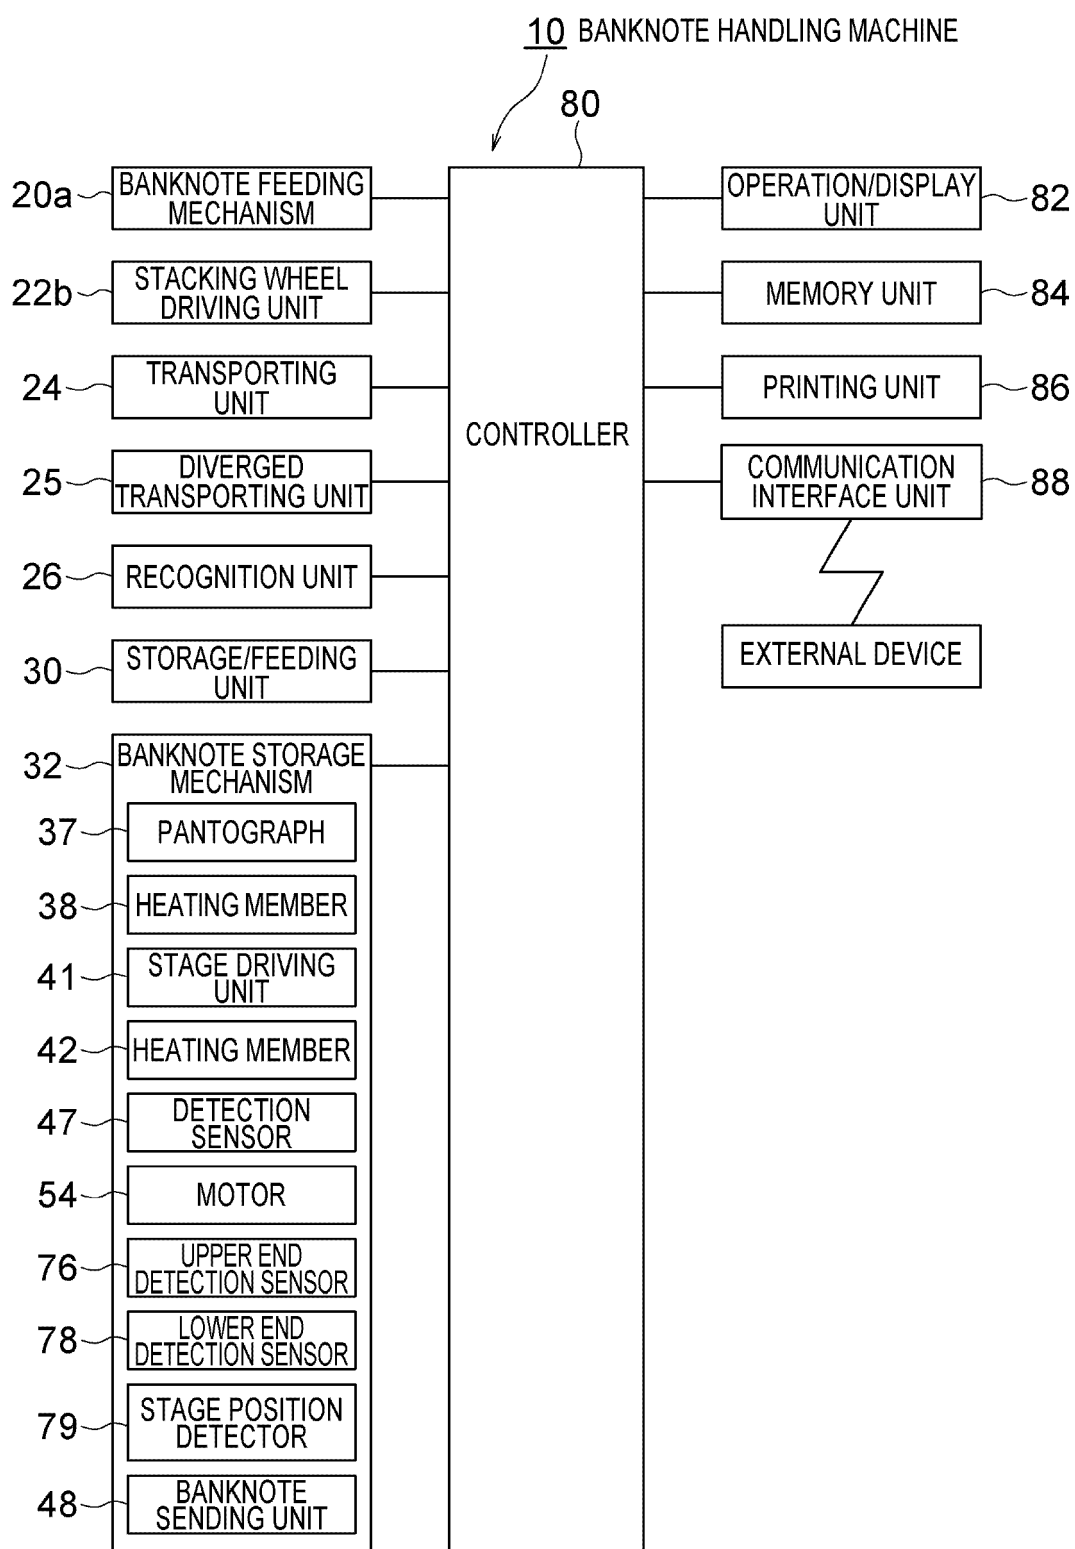 10 BANKNOTE HANDLING MACHINE
80
20a
BANKNOTE FEEDING
MECHANISM
22b
STACKING WHEEL
DRIVING UNIT
24
TRANSPORTING
UNIT
25
DIVERGED
TRANSPORTING UNIT
26
RECOGNITION UNIT
30
STORAGE/FEEDING
UNIT
32
BANKNOTE STORAGE
MECHANISM
37
PANTOGRAPH
38
HEATING MEMBER
41
STAGE DRIVING
UNIT
42
HEATING MEMBER
47
DETECTION
SENSOR
54
MOTOR
76
UPPER END
DETECTION SENSOR
78
LOWER END
DETECTION SENSOR
79
STAGE POSITION
DETECTOR
48
BANKNOTE
SENDING UNIT
CONTROLLER
OPERATION/DISPLAY
UNIT
82
MEMORY UNIT
84
PRINTING UNIT
86
COMMUNICATION
INTERFACE UNIT
88
EXTERNAL DEVICE